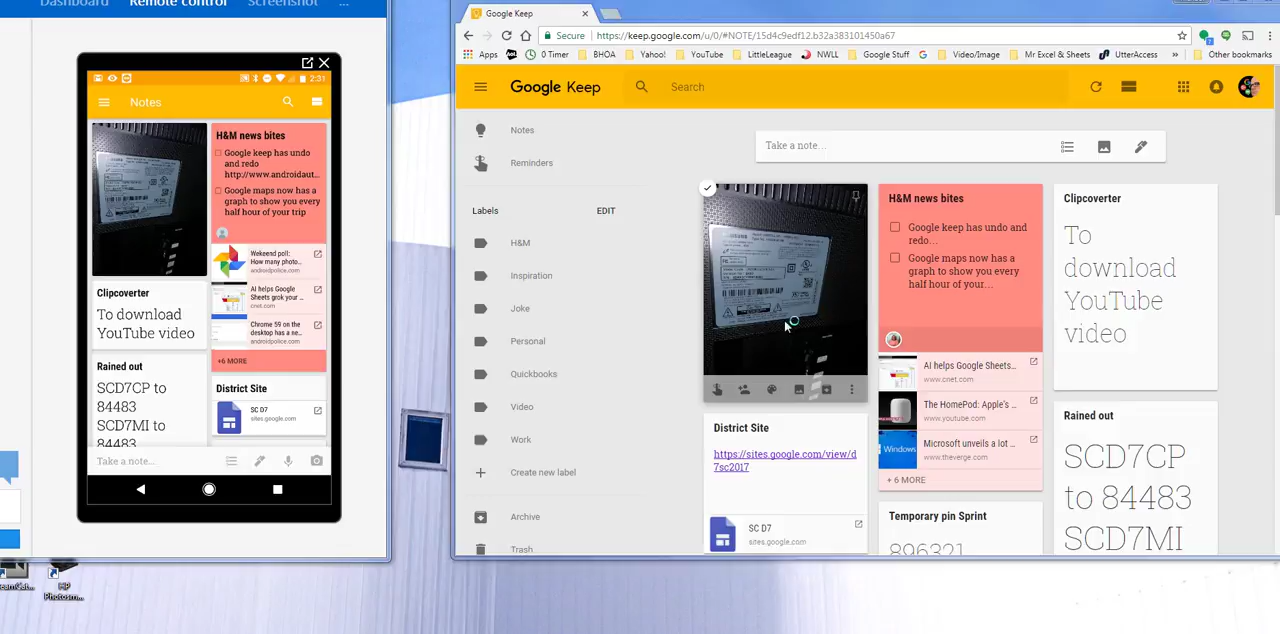 Dashboard Remote control Screenshot ...
2:31
Notes
H&M news bites
Google keep has undo
and redo
http://www.androidaut...
Google maps now has a
graph to show you every
half hour of your trip
Wekeend poll:
How many photo...
androidpolice.com
AI helps Google
Sheets grok your ...
cnet.com
Chrome 59 on the
desktop has a ne...
androidpolice.com
+6 MORE
Clipcoverter
To download
YouTube video
Rained out
SCD7CP to
84483
SCD7MI to
84483
District Site
SC D7
sites.google.com
Take a note...
HP
Photosm...
Google Keep
Secure https://keep.google.com/u/0/#NOTE/15d4c9edf12.b32a383101450a67
Apps 0 Timer BHOA Yahoo! YouTube LittleLeague NWLL Google Stuff Video/Image Mr Excel & Sheets UtterAccess » Other bookmarks
Google Keep
Search
Notes
Reminders
Labels EDIT
H&M
Inspiration
Joke
Personal
Quickbooks
Video
Work
Create new label
Archive
Trash
Take a note...
District Site
https://sites.google.com/view/d
7sc2017
SC D7
sites.google.com
H&M news bites
Google keep has undo and
redo...
Google maps now has a
graph to show you every
half hour of your...
AI helps Google Sheets...
www.cnet.com
The HomePod: Apple's ...
www.youtube.com
Windows
Microsoft unveils a lot ...
www.theverge.com
+ 6 MORE
Temporary pin Sprint
896321
Clipcoverter
To
download
YouTube
video
Rained out
SCD7CP
to 84483
SCD7MI